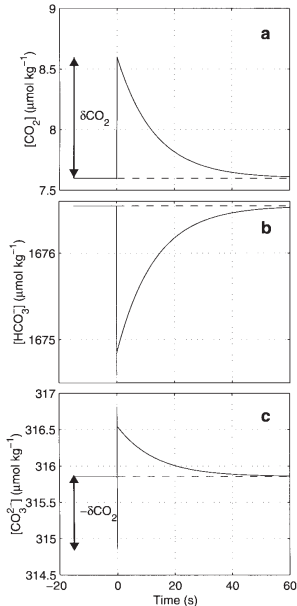 a
8.5
8
7.5
[CO₂] (μmol kg⁻¹)
δCO₂
b
1676
1675
[HCO₃⁻] (μmol kg⁻¹)
317
c
316.5
316
315.5
315
314.5
[CO₃²⁻] (μmol kg⁻¹)
−δCO₂
−20 0 20 40 60
Time (s)